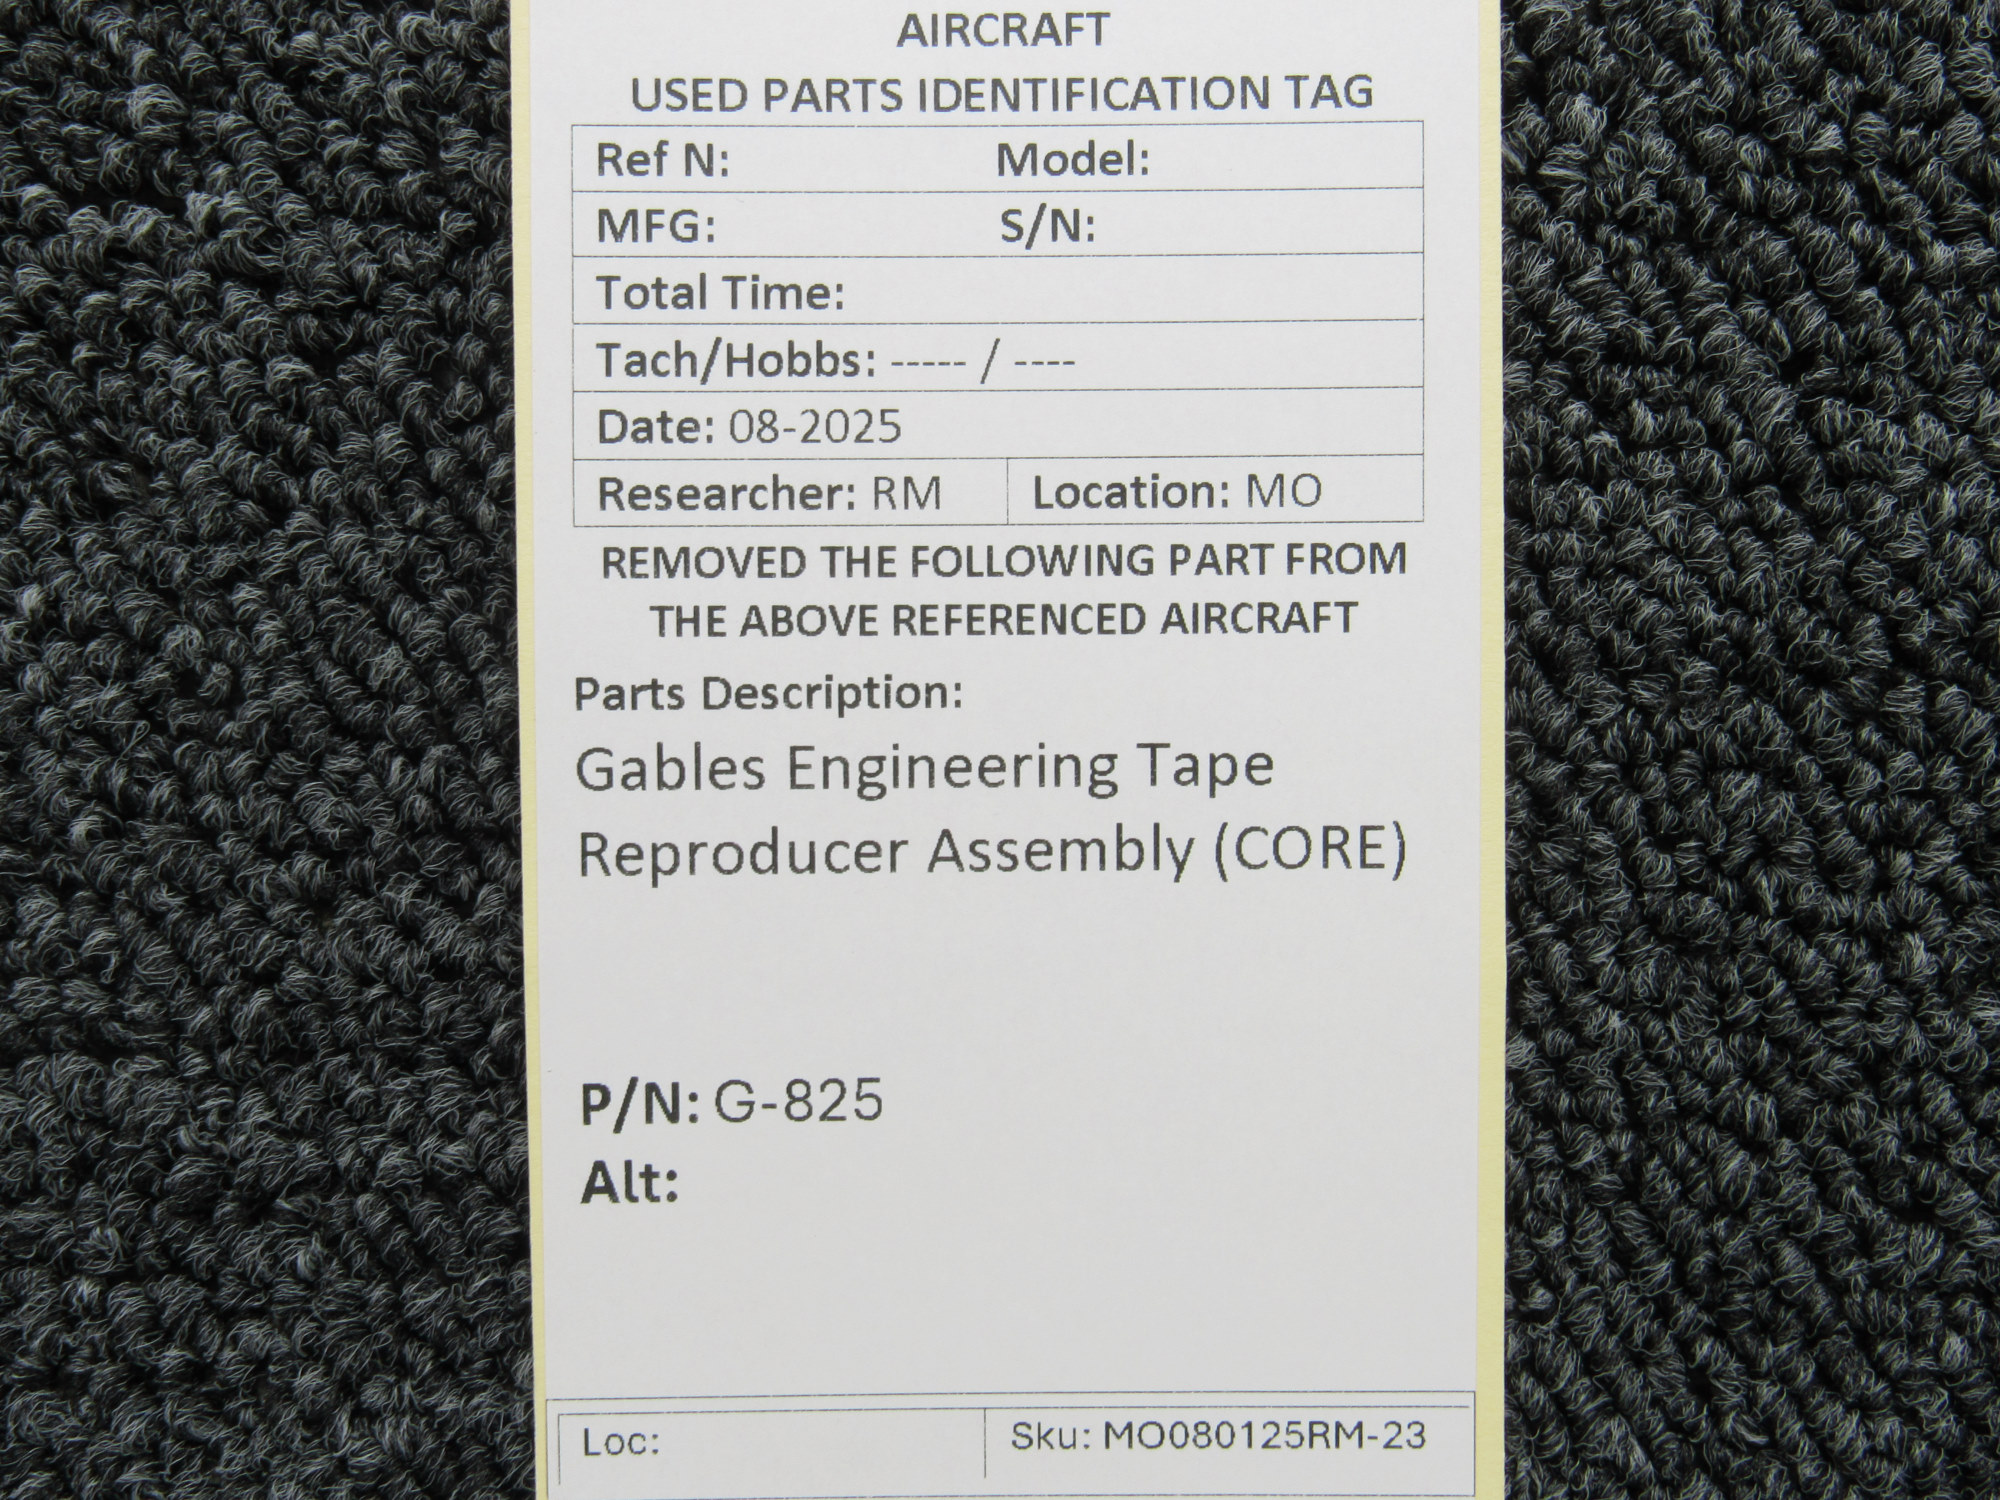 AIRCRAFT
USED PARTS IDENTIFICATION TAG
Ref N: Model:
MFG: S/N:
Total Time:
Tach/Hobbs: ----- / ----
Date: 08-2025
Researcher: RM Location: MO
REMOVED THE FOLLOWING PART FROM
THE ABOVE REFERENCED AIRCRAFT
Parts Description:
Gables Engineering Tape
Reproducer Assembly (CORE)
P/N: G-825
Alt:
Loc: Sku: MO080125RM-23